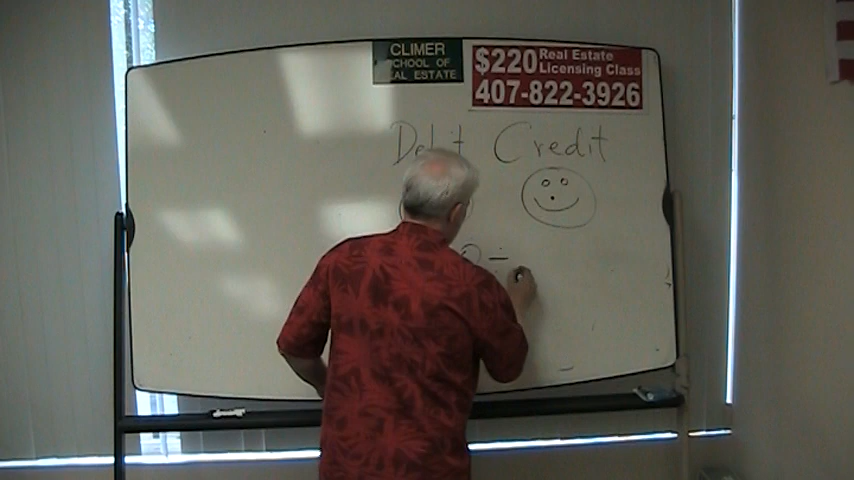 CLIMER
SCHOOL OF
REAL ESTATE
$220 Real Estate
Licensing Class
407-822-3926
Debit Credit